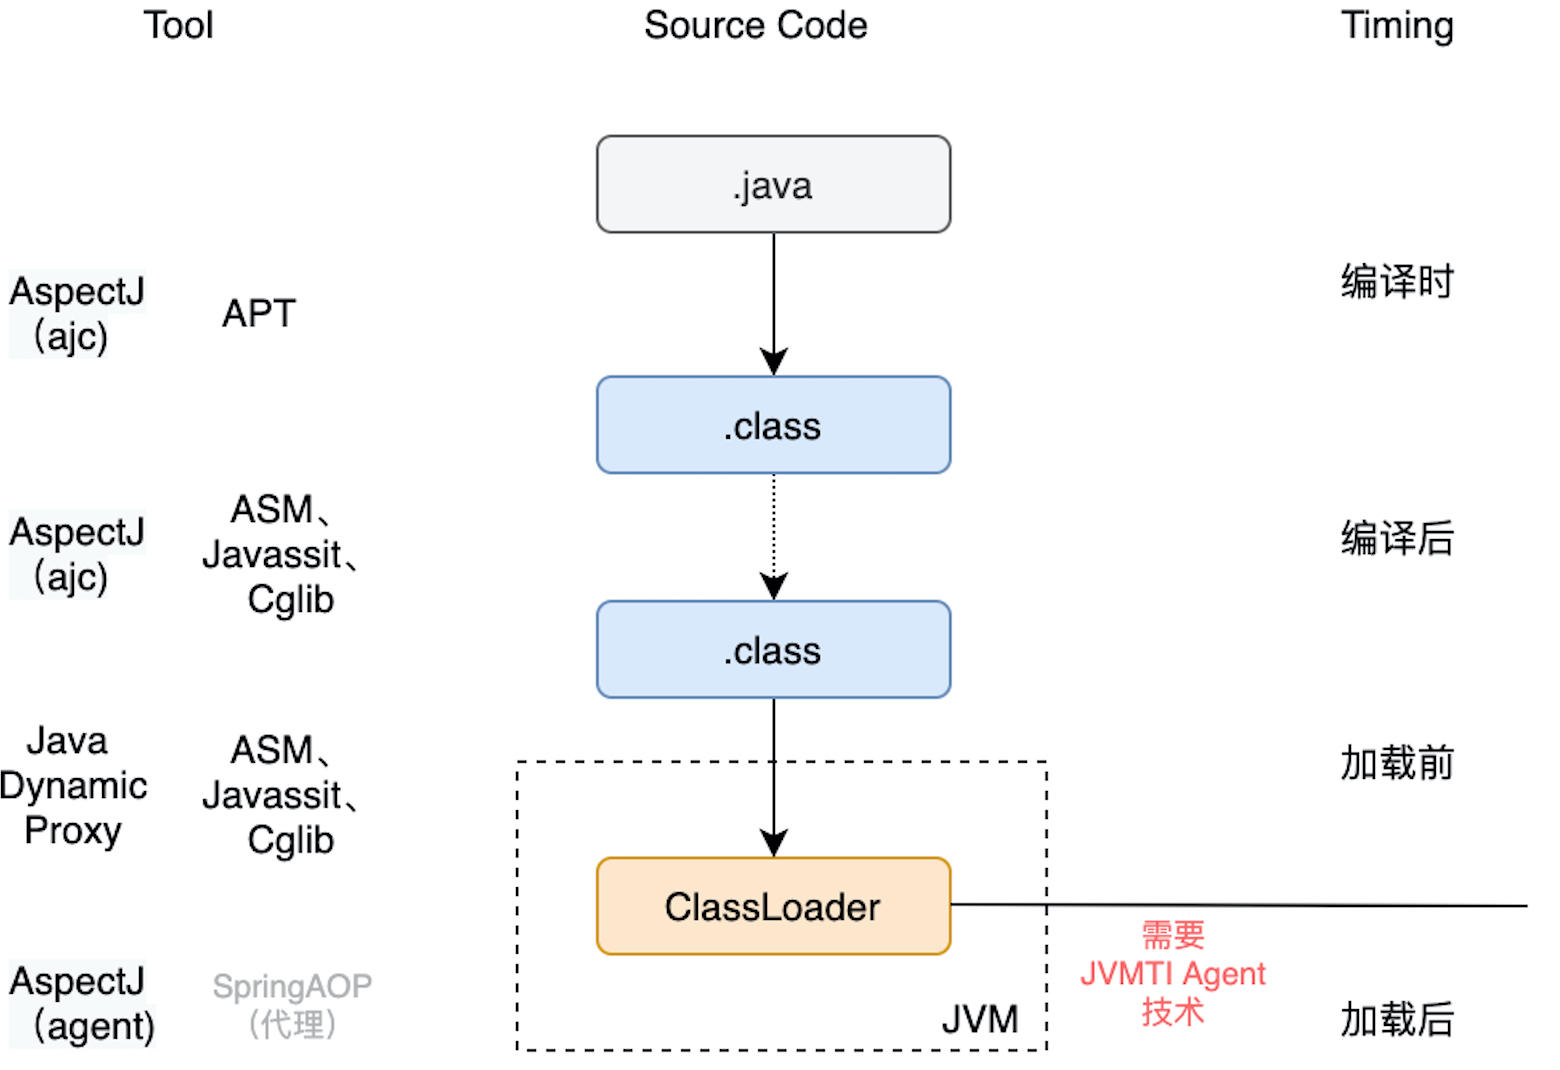 Tool
Source Code
Timing
.java
AspectJ
（ajc)
APT
编译时
.class
AspectJ
（ajc)
ASM、
Javassit、
Cglib
编译后
.class
Java
Dynamic
Proxy
ASM、
Javassit、
Cglib
加载前
ClassLoader
需要
JVMTI Agent
技术
AspectJ
（agent)
SpringAOP
（代理）
JVM
加载后